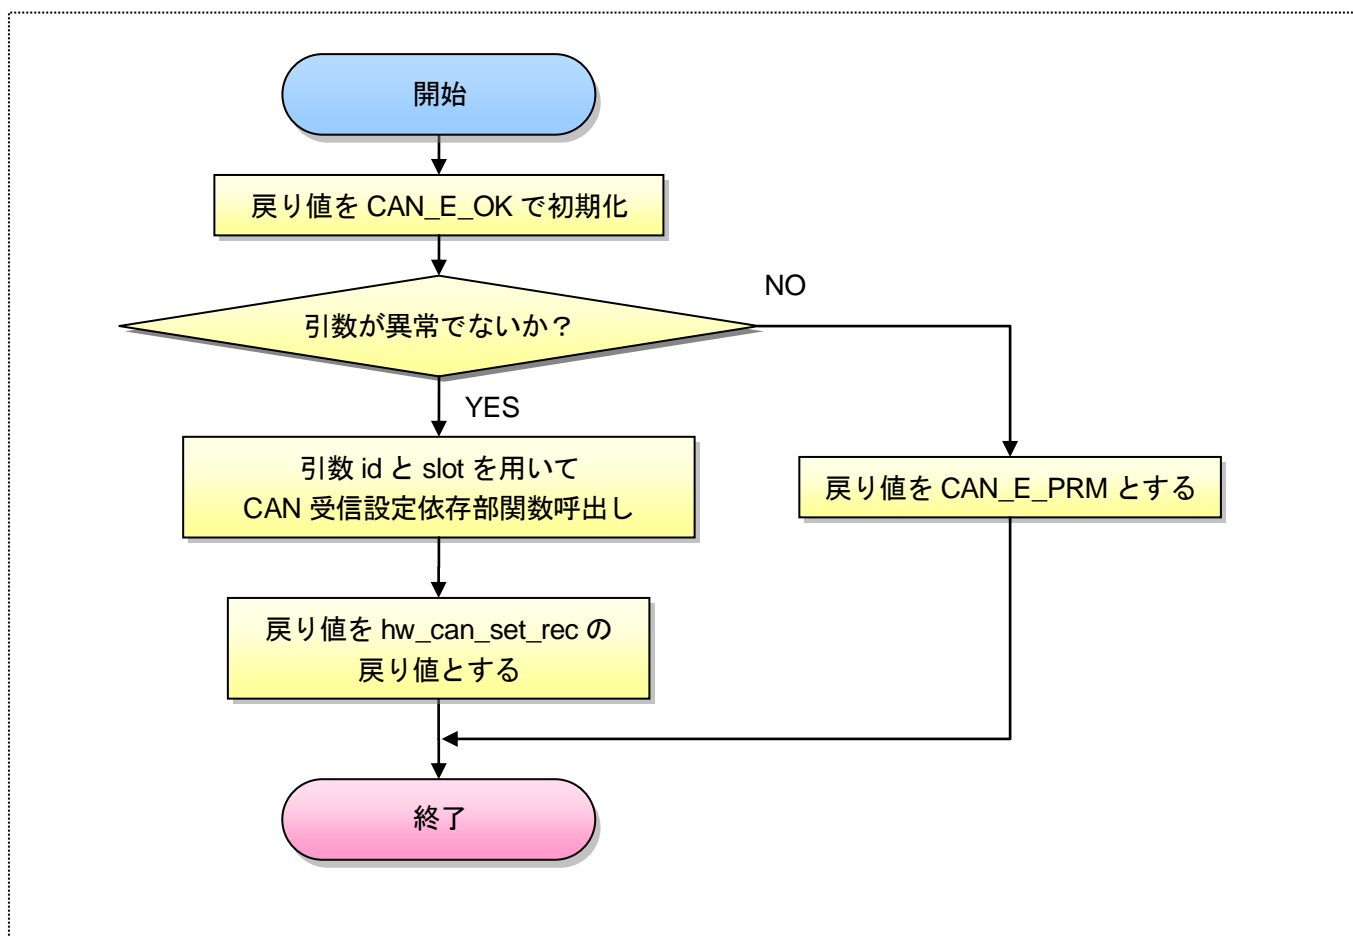 開始
戻り値を CAN_E_OK で初期化
引数が異常でないか？
NO
YES
引数 id と slot を用いて
CAN 受信設定依存部関数呼出し
戻り値を CAN_E_PRM とする
戻り値を hw_can_set_rec の
戻り値とする
終了